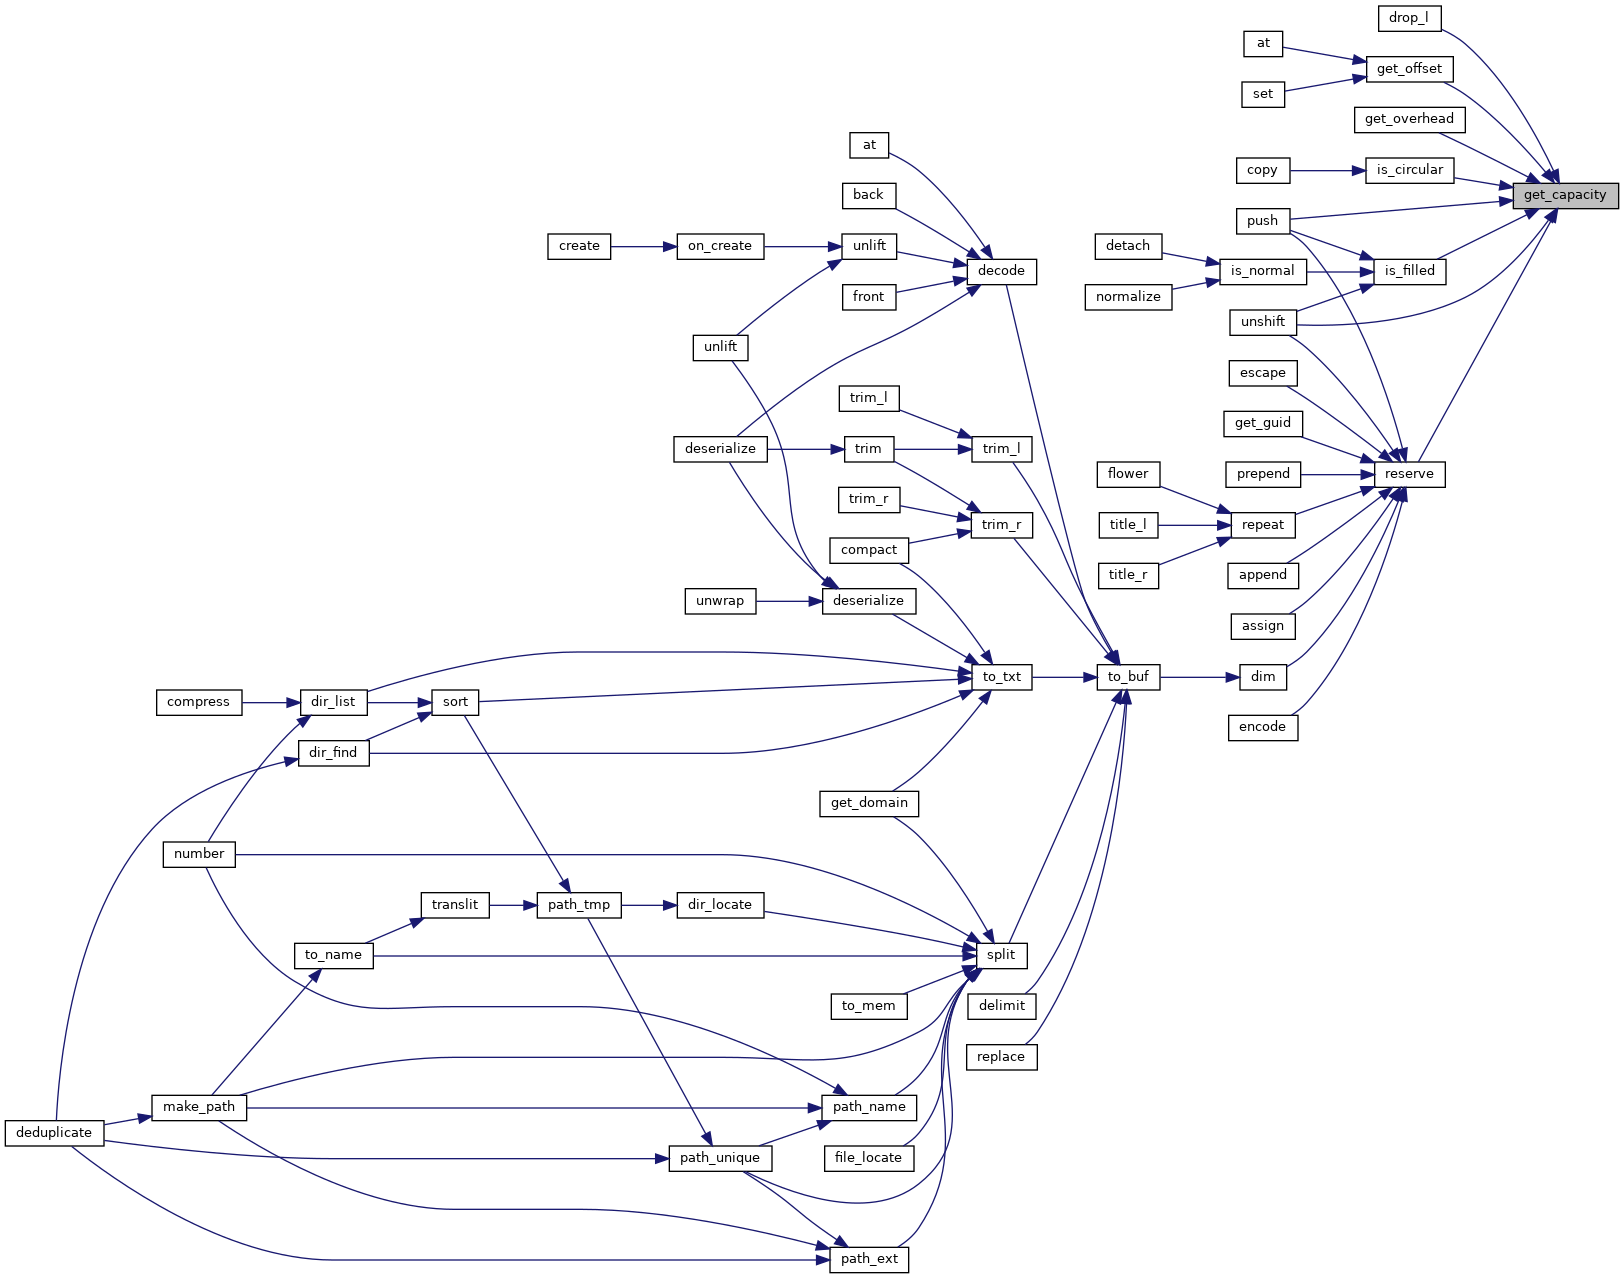 drop_l
at
get_offset
set
get_overhead
at
copy
is_circular
back
get_capacity
push
create
on_create
unlift
detach
decode
is_normal
is_filled
front
normalize
unshift
unlift
escape
trim_l
get_guid
deserialize
trim
trim_l
flower
prepend
reserve
trim_r
trim_r
title_l
repeat
compact
title_r
append
unwrap
deserialize
assign
to_txt
to_buf
dim
compress
dir_list
sort
encode
dir_find
get_domain
number
translit
path_tmp
dir_locate
to_name
split
to_mem
delimit
replace
make_path
path_name
deduplicate
path_unique
file_locate
path_ext